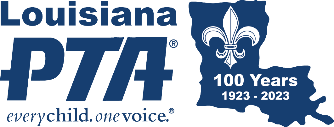 Louisiana
PTA®
everychild.onevoice.®
100 Years
1923 - 2023